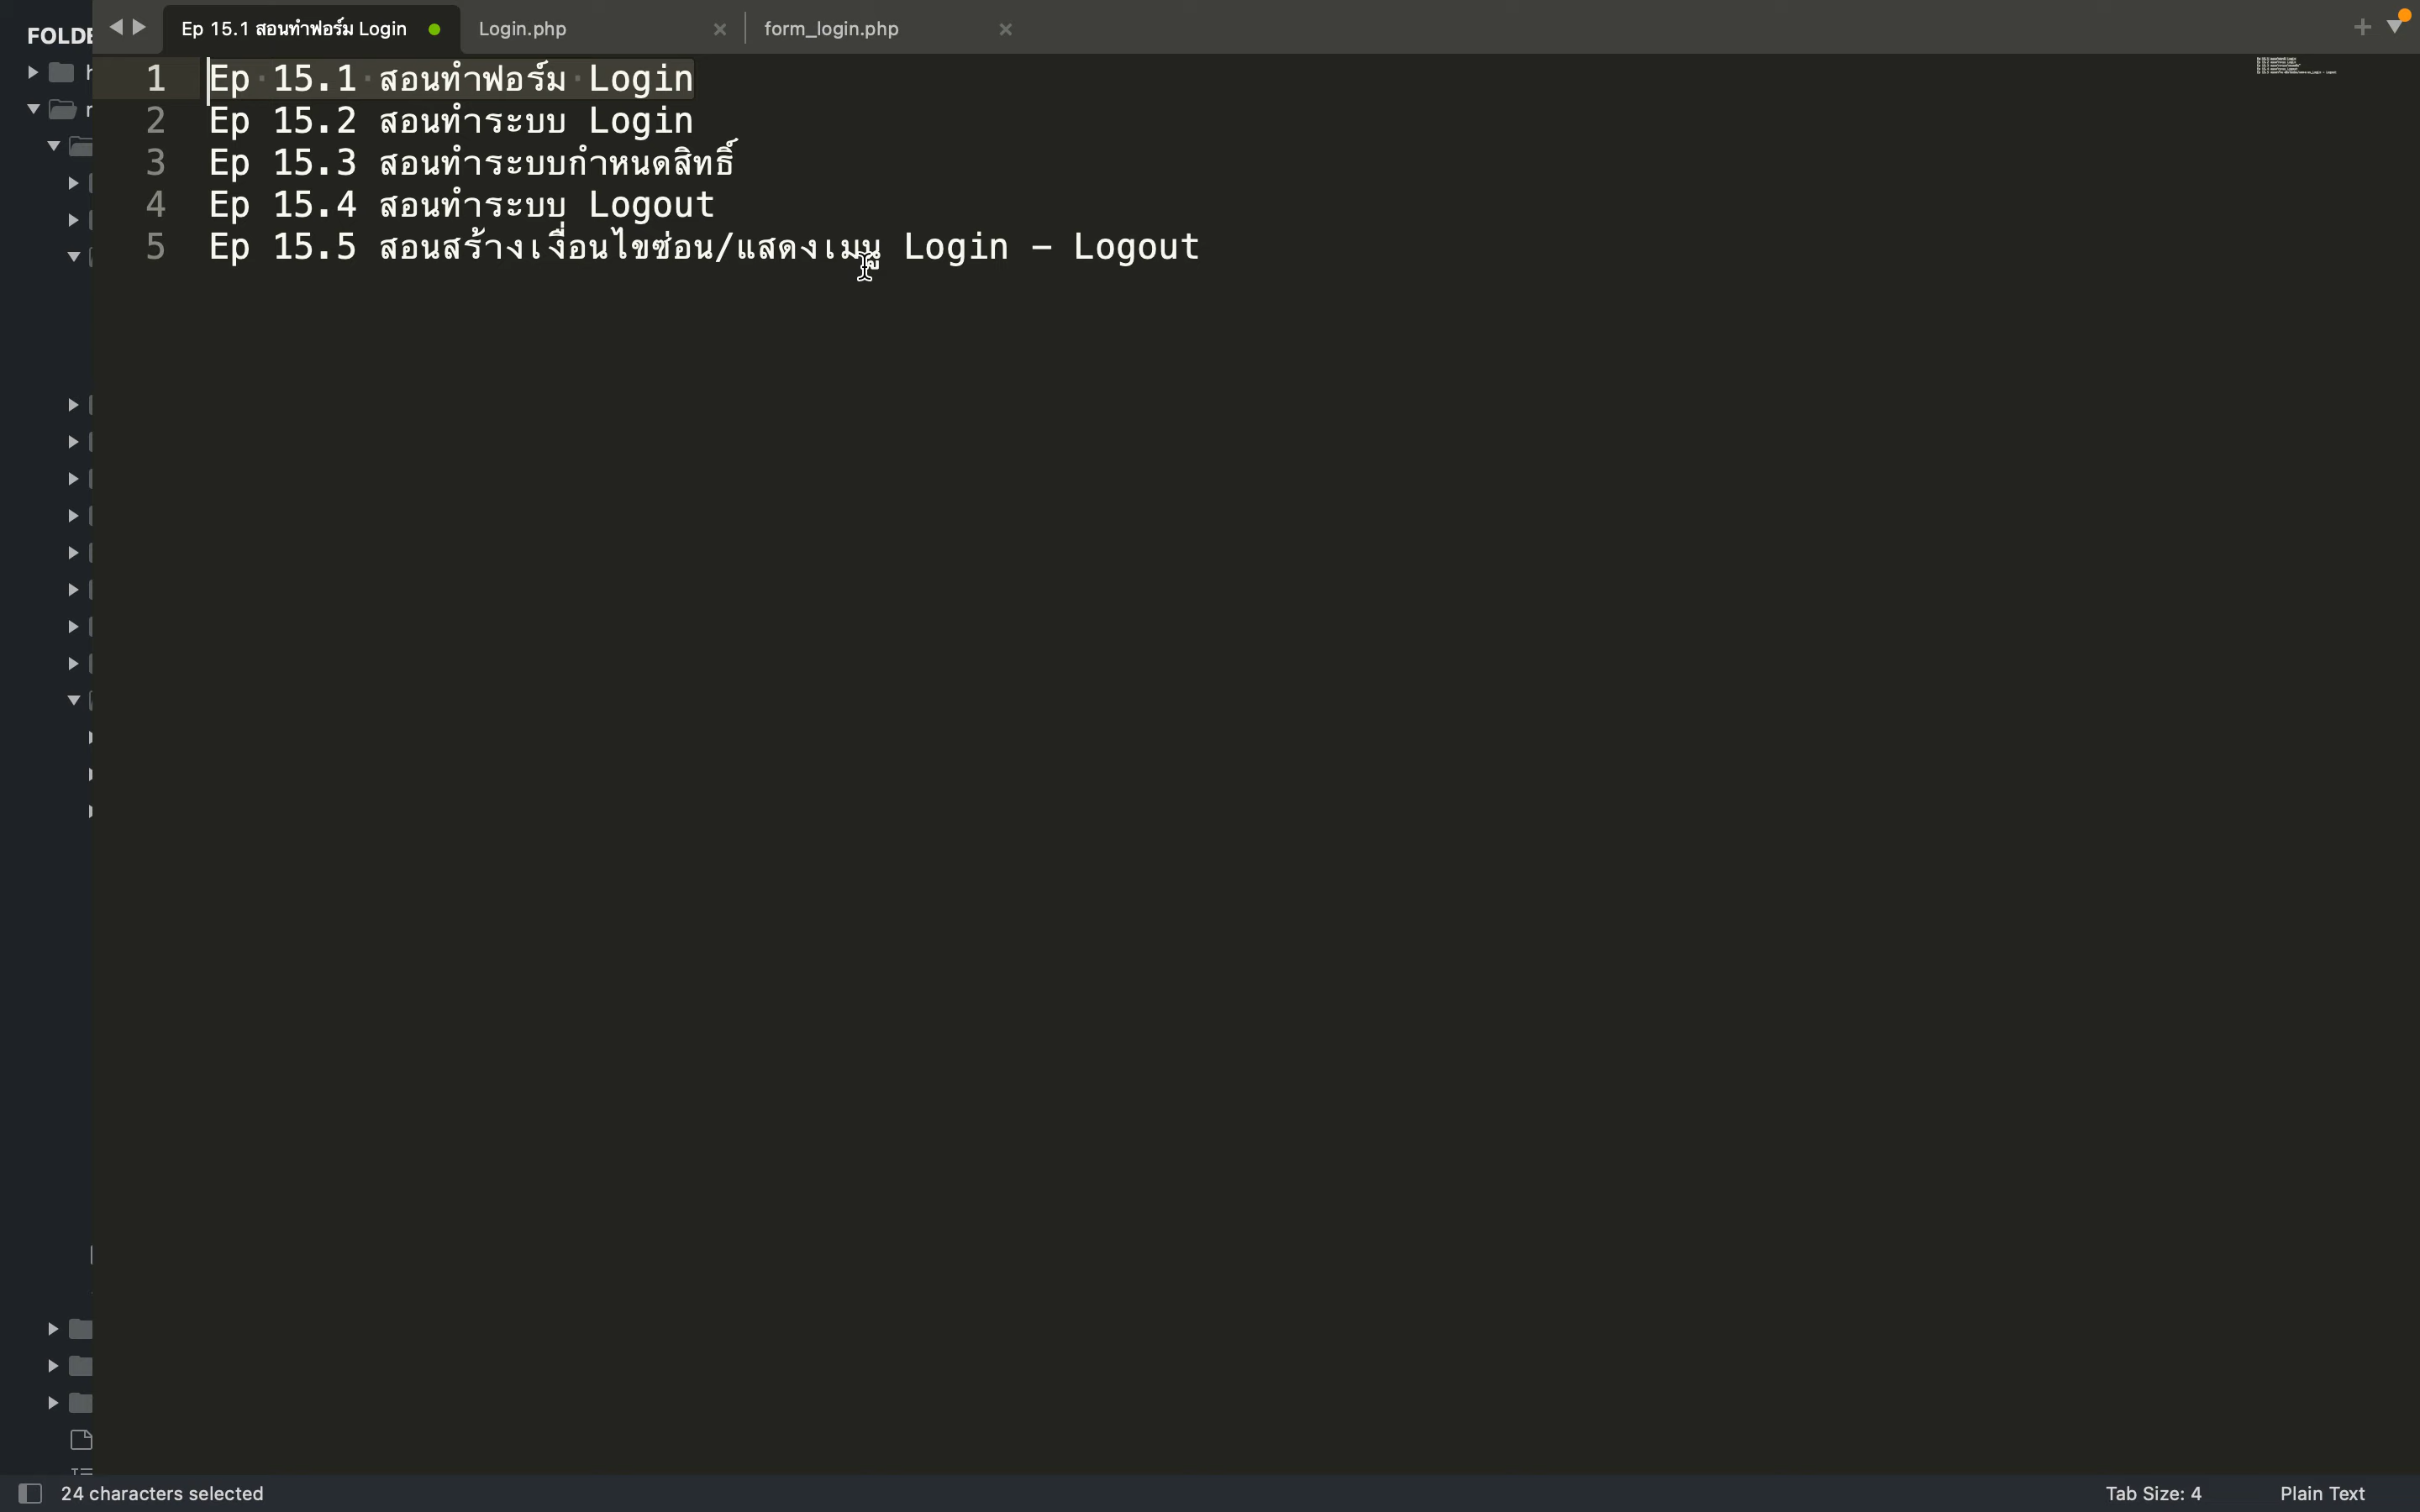 FOLDE
Ep 15.1 สอนทำฟอร์ม Login
Login.php
form_login.php
1 Ep 15.1 สอนทำฟอร์ม Login
2 Ep 15.2 สอนทำระบบ Login
3 Ep 15.3 สอนทำระบบกำหนดสิทธิ์
4 Ep 15.4 สอนทำระบบ Logout
5 Ep 15.5 สอนสร้างเงื่อนไขซ่อน/แสดงเมนู Login - Logout
24 characters selected
Tab Size: 4
Plain Text